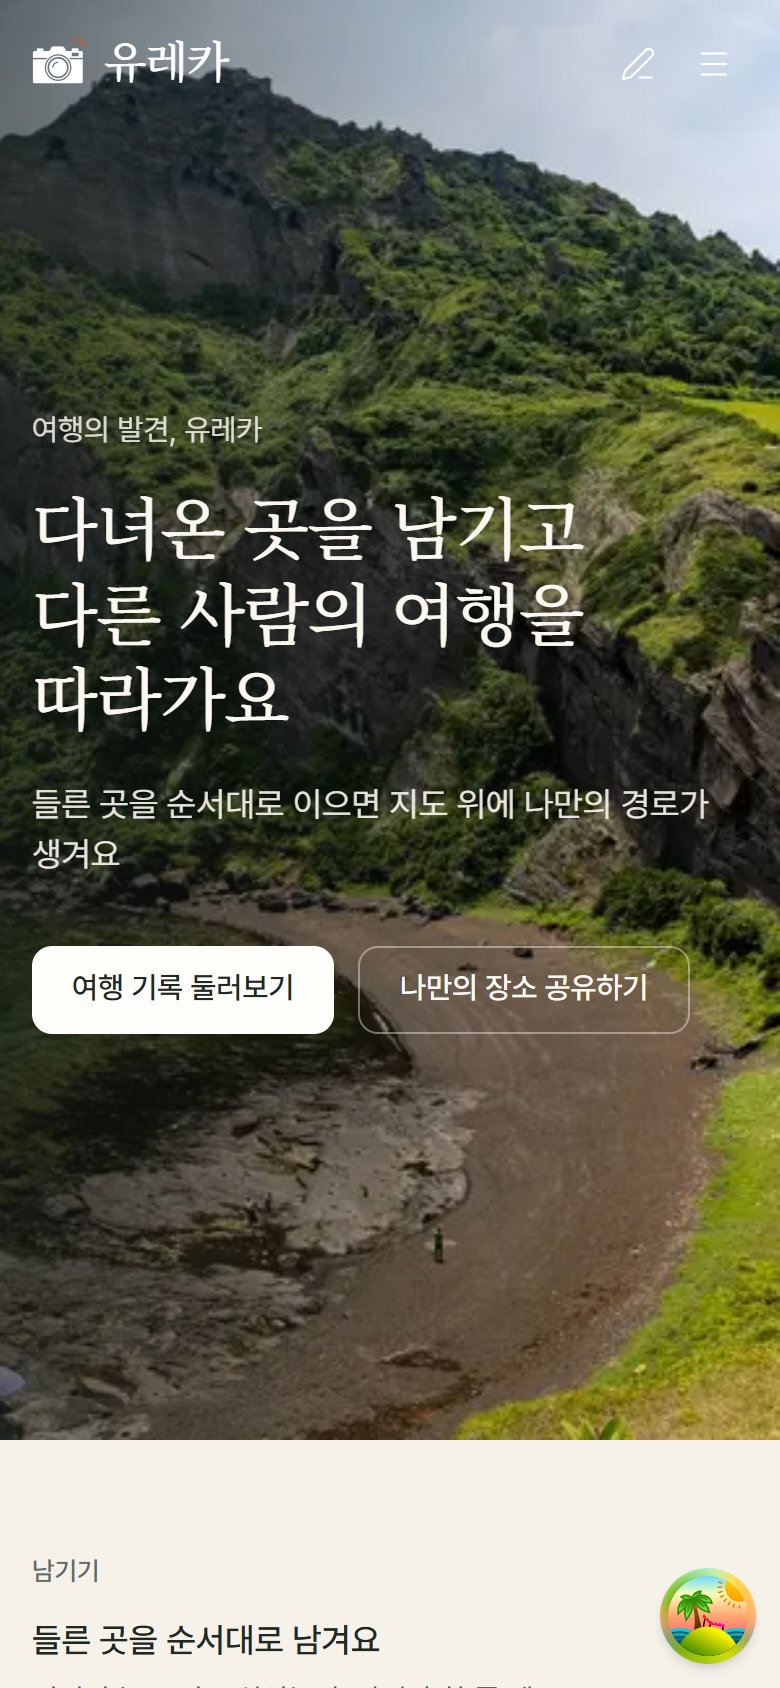 유레카
여행의 발견, 유레카
다녀온 곳을 남기고
다른 사람의 여행을
따라가요
들른 곳을 순서대로 이으면 지도 위에 나만의 경로가
생겨요
여행 기록 둘러보기
나만의 장소 공유하기
남기기
들른 곳을 순서대로 남겨요